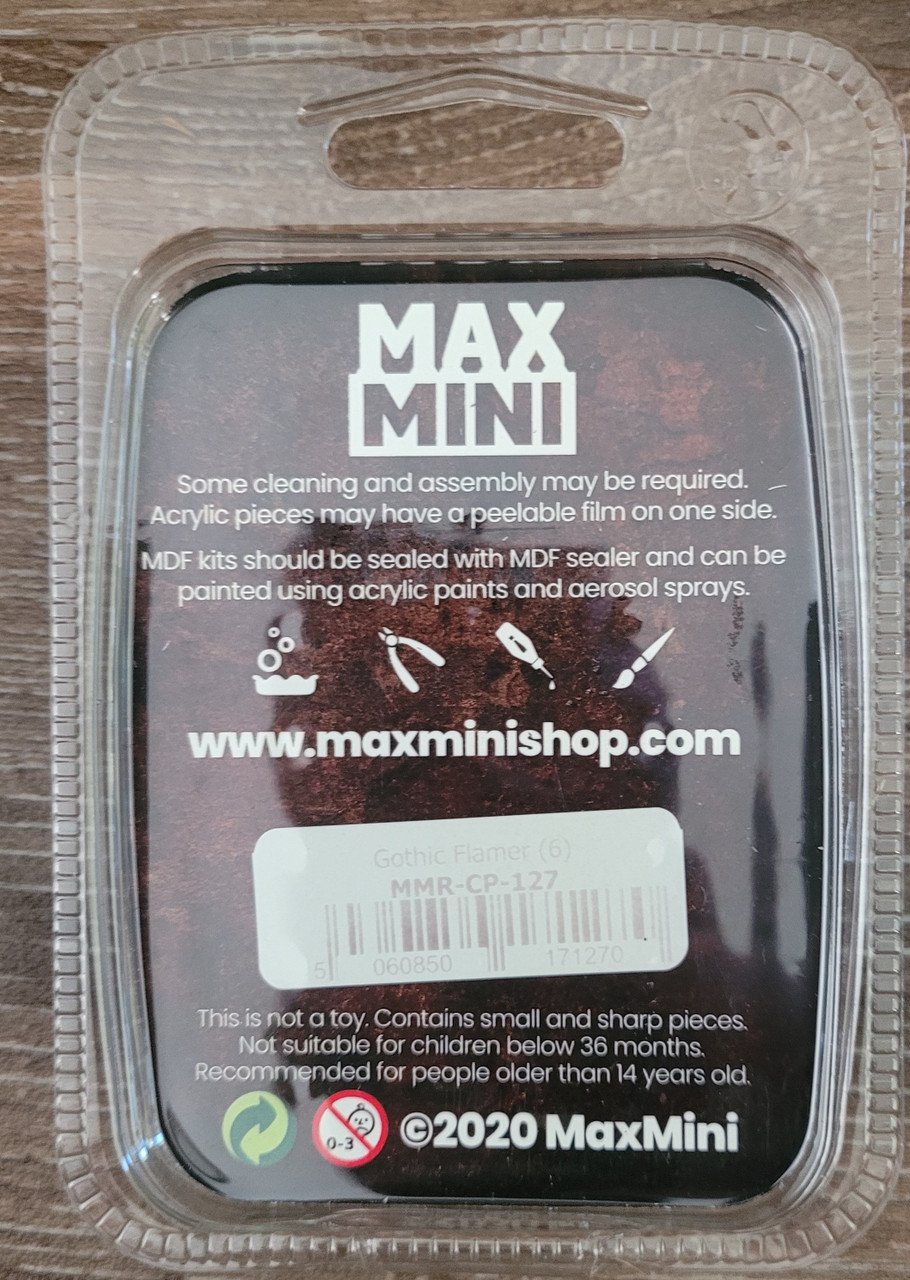 MAX
MINI
Some cleaning and assembly may be required.
Acrylic pieces may have a peelable film on one side.
MDF kits should be sealed with MDF sealer and can be
painted using acrylic paints and aerosol sprays.
www.maxminishop.com
Gothic Flamer (6)
MMR-CP-127
5 060850 171270
This is not a toy. Contains small and sharp pieces.
Not suitable for children below 36 months.
Recommended for people older than 14 years old.
0-3 ©2020 MaxMini